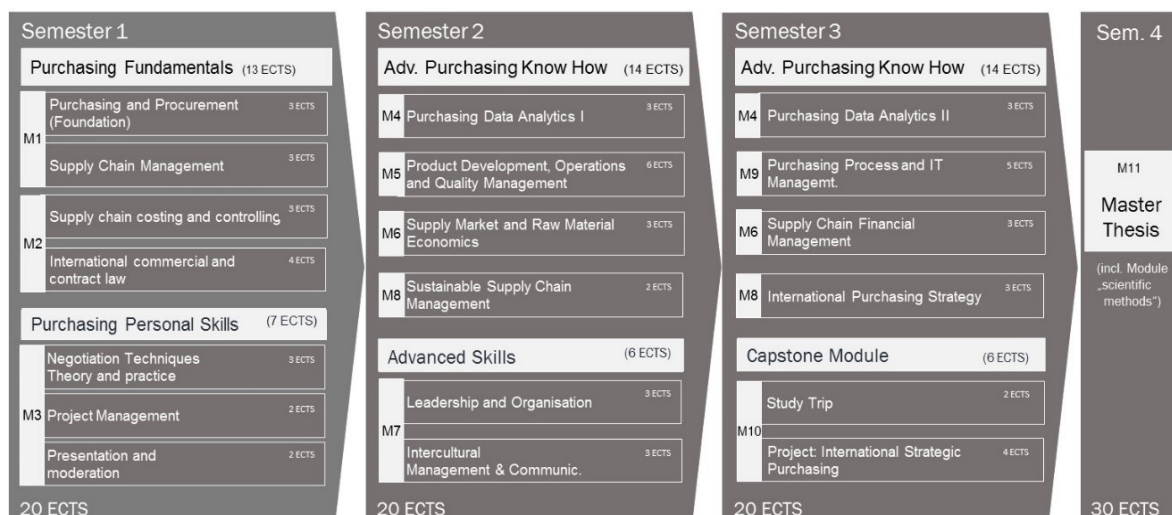 Semester 1
Purchasing Fundamentals (13 ECTS)
M1
Purchasing and Procurement 3 ECTS
(Foundation)
Supply Chain Management 3 ECTS
M2
Supply chain costing and controlling 3 ECTS
International commercial and 4 ECTS
contract law
Purchasing Personal Skills (7 ECTS)
M3
Negotiation Techniques 3 ECTS
Theory and practice
Project Management 2 ECTS
Presentation and 2 ECTS
moderation
20 ECTS
Semester 2
Adv. Purchasing Know How (14 ECTS)
M4 Purchasing Data Analytics I 3 ECTS
M5 Product Development, Operations 6 ECTS
and Quality Management
M6 Supply Market and Raw Material 3 ECTS
Economics
M8 Sustainable Supply Chain 2 ECTS
Management
Advanced Skills (6 ECTS)
M7
Leadership and Organisation 3 ECTS
Intercultural 3 ECTS
Management & Communic.
20 ECTS
Semester 3
Adv. Purchasing Know How (14 ECTS)
M4 Purchasing Data Analytics II 3 ECTS
M9 Purchasing Process and IT 5 ECTS
Managemt.
M6 Supply Chain Financial 3 ECTS
Management
M8 International Purchasing Strategy 3 ECTS
Capstone Module (6 ECTS)
M10
Study Trip 2 ECTS
Project: International Strategic 4 ECTS
Purchasing
20 ECTS
Sem. 4
M11
Master
Thesis
(incl. Module
„scientific
methods“)
30 ECTS